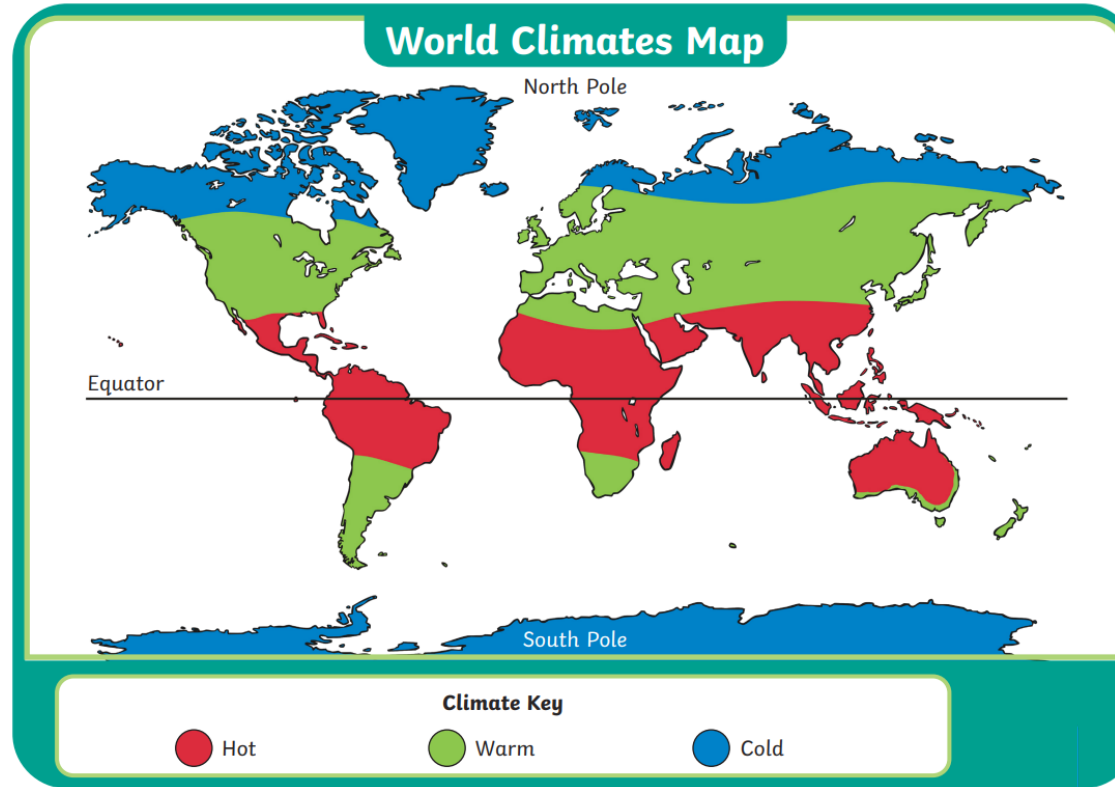 World Climates Map
North Pole
Equator
South Pole
Climate Key
Hot
Warm
Cold